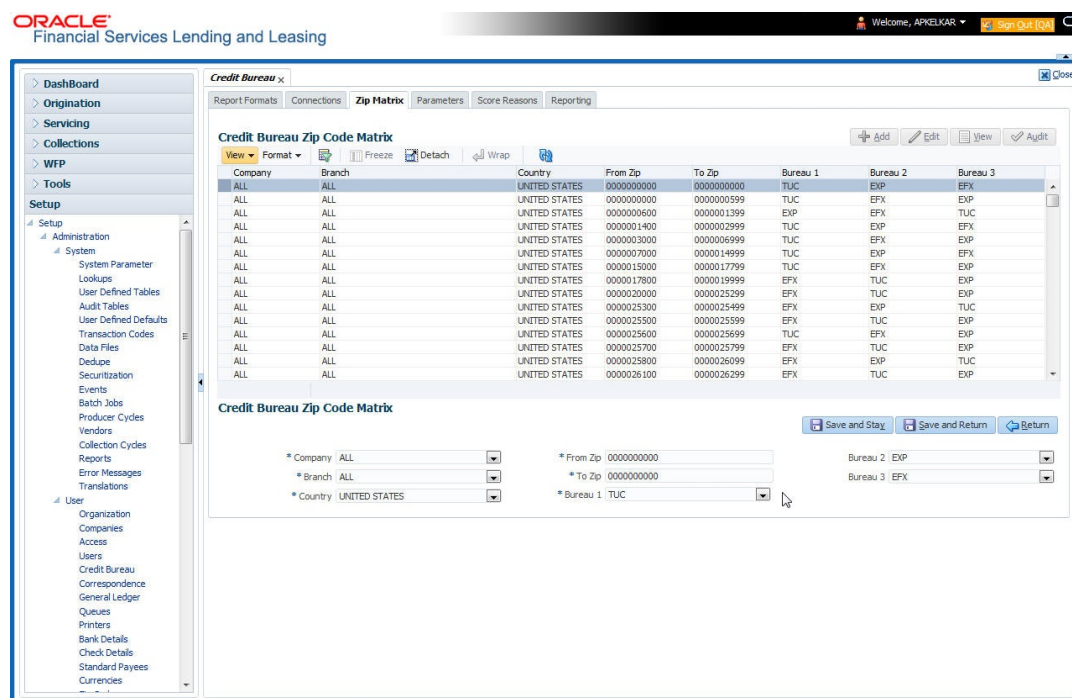 ORACLE
Financial Services Lending and Leasing
Welcome, APKELKAR
Sign Out [QA]
DashBoard
Origination
Servicing
Collections
WFP
Tools
Setup
Setup
Administration
System
System Parameter
Lookups
User Defined Tables
Audit Tables
User Defined Defaults
Transaction Codes
Data Files
Dedupe
Securitization
Events
Batch Jobs
Producer Cycles
Vendors
Collection Cycles
Reports
Error Messages
Translations
User
Organization
Companies
Access
Users
Credit Bureau
Correspondence
General Ledger
Queues
Printers
Bank Details
Check Details
Standard Payees
Currencies
Credit Bureau
Close
Report Formats Connections Zip Matrix Parameters Score Reasons Reporting
Credit Bureau Zip Code Matrix
Add Edit View Audit
View Format Freeze Detach Wrap
Company Branch Country From Zip To Zip Bureau 1 Bureau 2 Bureau 3
ALL ALL UNITED STATES 0000000000 0000000000 TUC EXP EFX
ALL ALL UNITED STATES 0000000000 0000000599 TUC EFX EXP
ALL ALL UNITED STATES 0000000600 0000001399 EXP EFX TUC
ALL ALL UNITED STATES 0000001400 0000002999 TUC EXP EFX
ALL ALL UNITED STATES 0000003000 0000006999 TUC EFX EXP
ALL ALL UNITED STATES 0000007000 0000014999 TUC EXP EFX
ALL ALL UNITED STATES 0000015000 0000017799 TUC EFX EXP
ALL ALL UNITED STATES 0000017800 0000019999 EFX TUC EXP
ALL ALL UNITED STATES 0000020000 0000025299 EFX TUC EXP
ALL ALL UNITED STATES 0000025300 0000025499 EFX EXP TUC
ALL ALL UNITED STATES 0000025500 0000025599 EFX TUC EXP
ALL ALL UNITED STATES 0000025600 0000025699 TUC EFX EXP
ALL ALL UNITED STATES 0000025700 0000025799 EFX TUC EXP
ALL ALL UNITED STATES 0000025800 0000026099 EFX EXP TUC
ALL ALL UNITED STATES 0000026100 0000026299 EFX TUC EXP
Credit Bureau Zip Code Matrix
Save and Stay Save and Return Return
* Company ALL * From Zip 0000000000 Bureau 2 EXP
* Branch ALL * To Zip 0000000000 Bureau 3 EFX
* Country UNITED STATES * Bureau 1 TUC